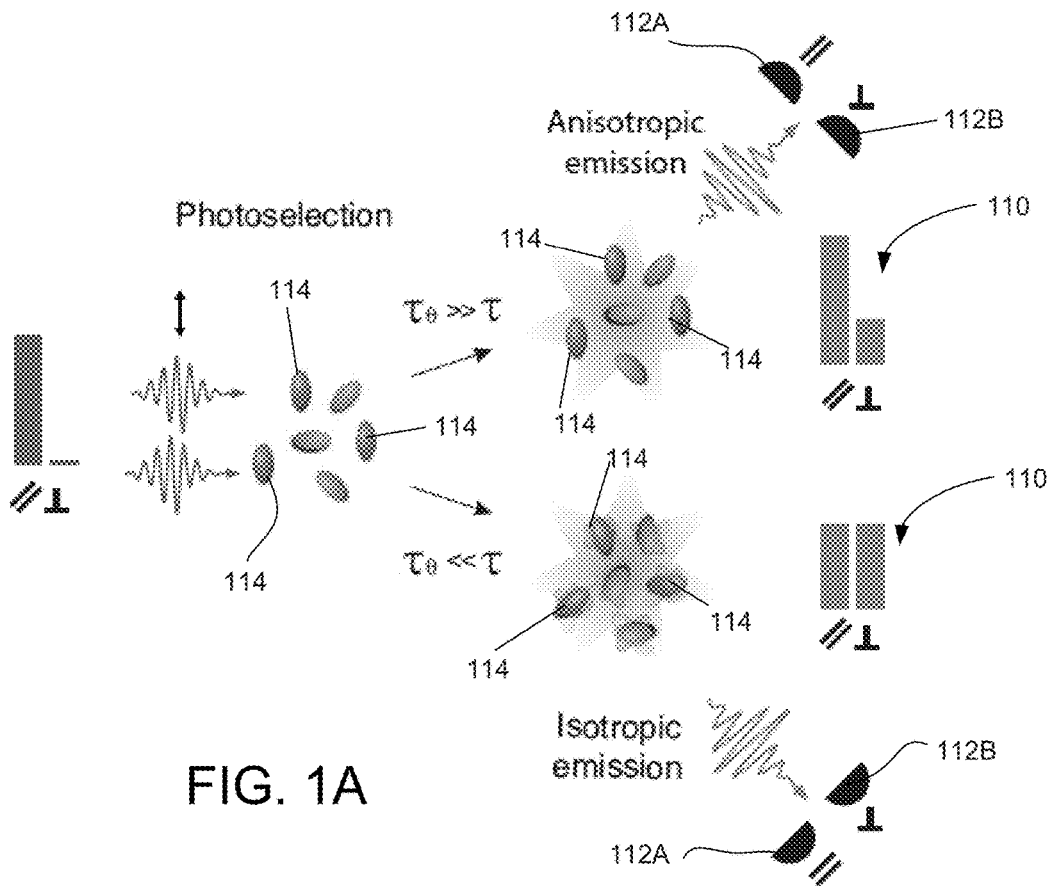 112A
//
⊥
112B
Anisotropic
emission
Photoselection
110
114
114
τθ >> τ
114
114
114
// ⊥
114
// ⊥
114
114
110
τθ << τ
114
114
// ⊥
114
Isotropic
emission
112B
⊥
FIG. 1A
112A
//